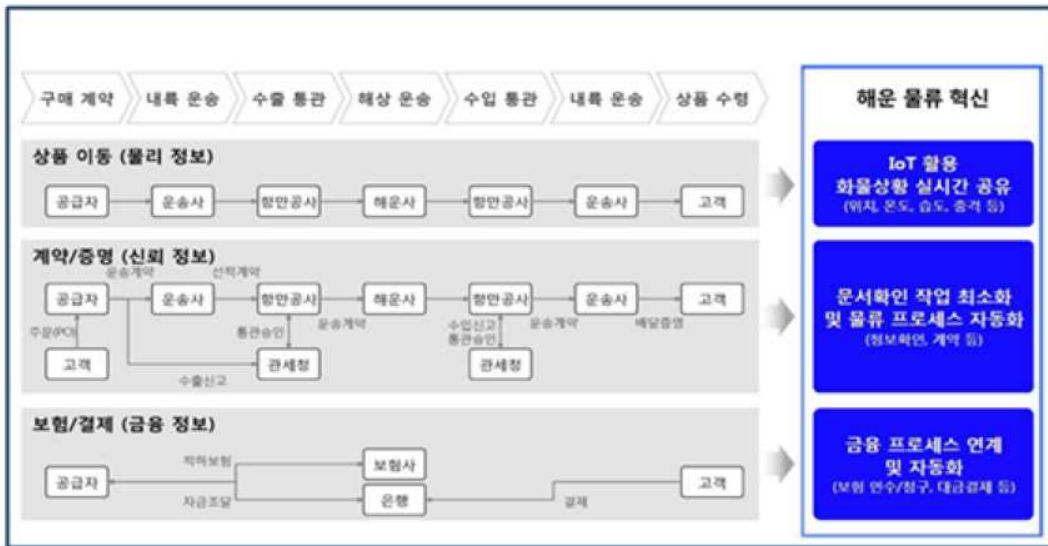 구매 계약
내륙 운송
수출 통관
해상 운송
수입 통관
내륙 운송
상품 수령
해운 물류 혁신
상품 이동 (물리 정보)
공급자
운송사
항만공사
해운사
항만공사
운송사
고객
IoT 활용
화물상황 실시간 공유
(위치, 온도, 습도, 충격 등)
계약/증명 (신뢰 정보)
운송계약
선적계약
공급자
운송사
항만공사
해운사
항만공사
운송사
고객
주문(PO)
통관승인
운송계약
수입신고
통관승인
운송계약
배달증명
고객
관세청
관세청
수출신고
문서확인 작업 최소화
및 물류 프로세스 자동화
(정보확인, 계약 등)
보험/결제 (금융 정보)
적하보험
보험사
공급자
고객
자금조달
은행
결제
금융 프로세스 연계
및 자동화
(보험 인수/청구, 대금결제 등)